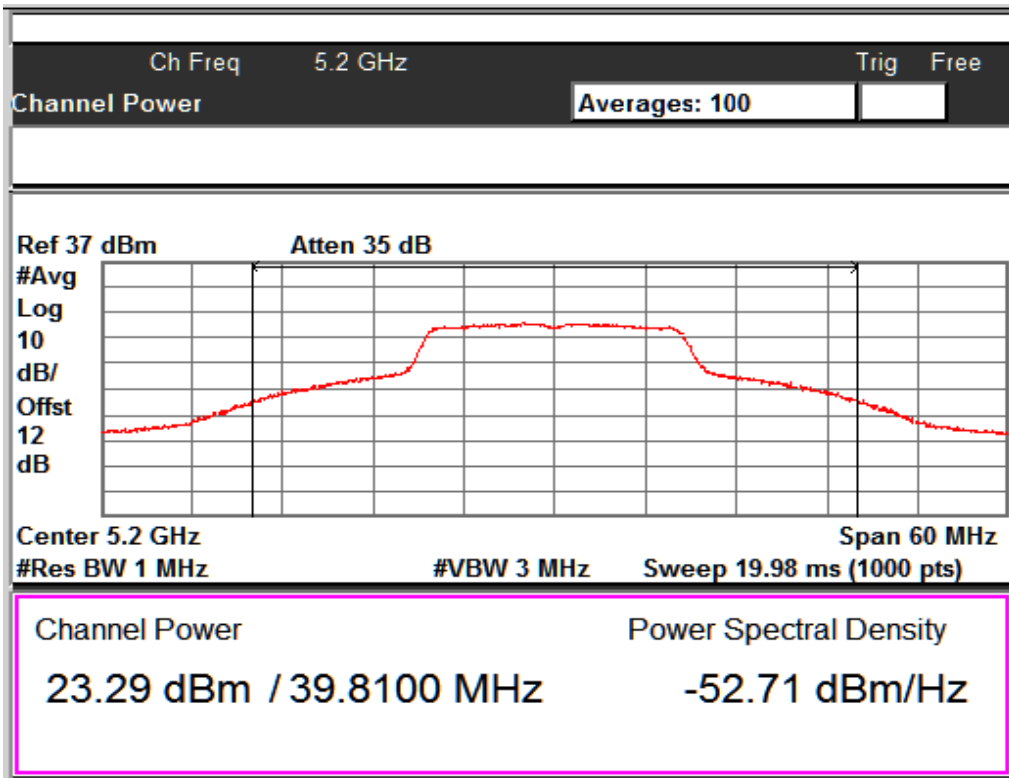 Ch Freq 5.2 GHz Trig Free
Channel Power Averages: 100
Ref 37 dBm Atten 35 dB
#Avg
Log
10
dB/
Offst
12
dB
Center 5.2 GHz Span 60 MHz
#Res BW 1 MHz #VBW 3 MHz Sweep 19.98 ms (1000 pts)
Channel Power Power Spectral Density
23.29 dBm / 39.8100 MHz -52.71 dBm/Hz